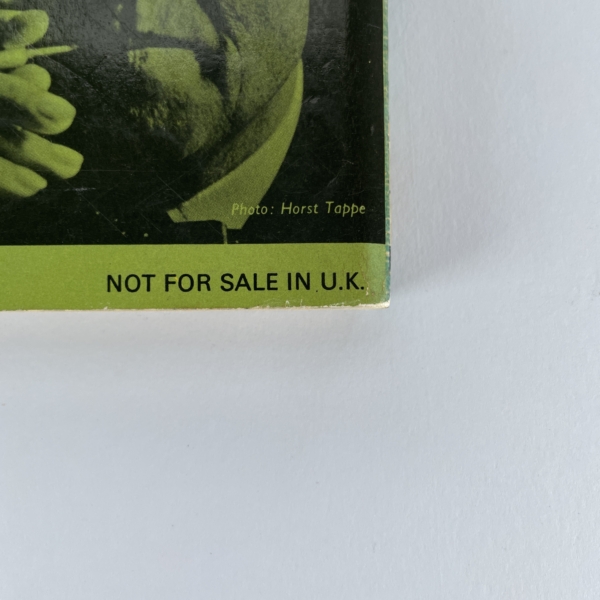 Photo: Horst Tappe
NOT FOR SALE IN U.K.